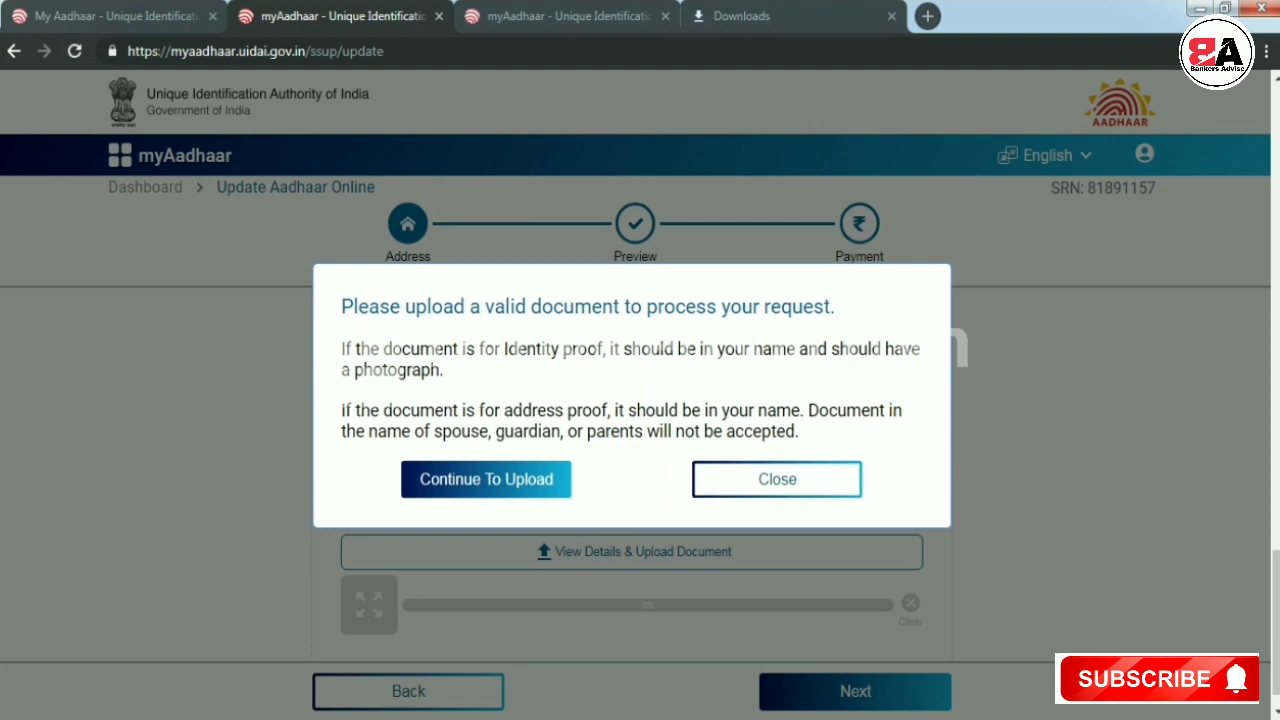 My Aadhaar - Unique Identificati
myAadhaar - Unique Identificatio
myAadhaar - Unique Identificatio
Downloads
https://myaadhaar.uidai.gov.in/ssup/update
BA
Bankers Advise
Unique Identification Authority of India
Government of India
AADHAAR
myAadhaar
English
Dashboard > Update Aadhaar Online
SRN: 81891157
Address
Preview
₹
Payment
Please upload a valid document to process your request.
If the document is for Identity proof, it should be in your name and should have
a photograph.
If the document is for address proof, it should be in your name. Document in
the name of spouse, guardian, or parents will not be accepted.
Continue To Upload
Close
View Details & Upload Document
0%
Clear
Back
Next
SUBSCRIBE